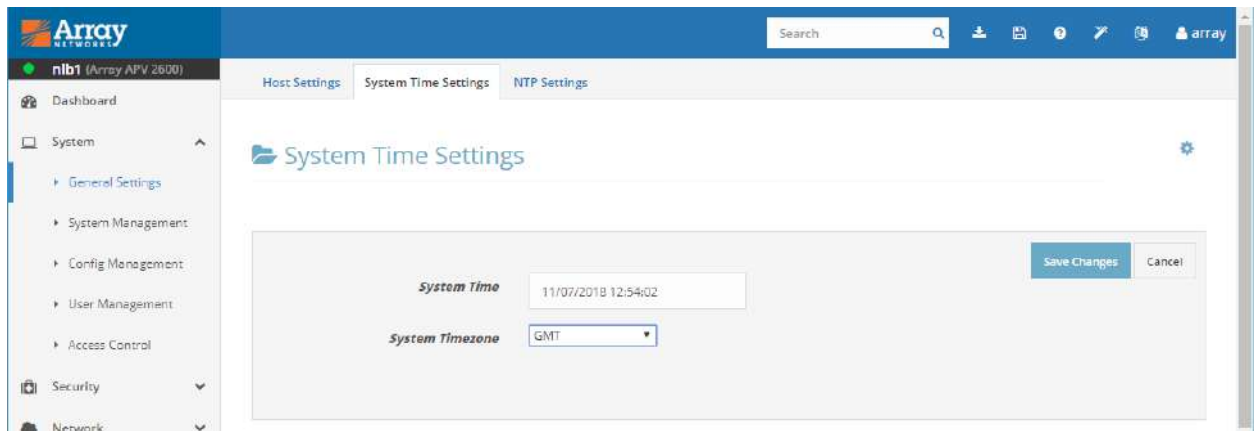 Array
NETWORKS
Search
array
nlb1 (Array APV 2600)
Host Settings
System Time Settings
NTP Settings
Dashboard
System
System Time Settings
General Settings
System Management
Config Management
User Management
Access Control
Security
Network
Save Changes
Cancel
System Time
11/07/2018 12:54:02
System Timezone
GMT